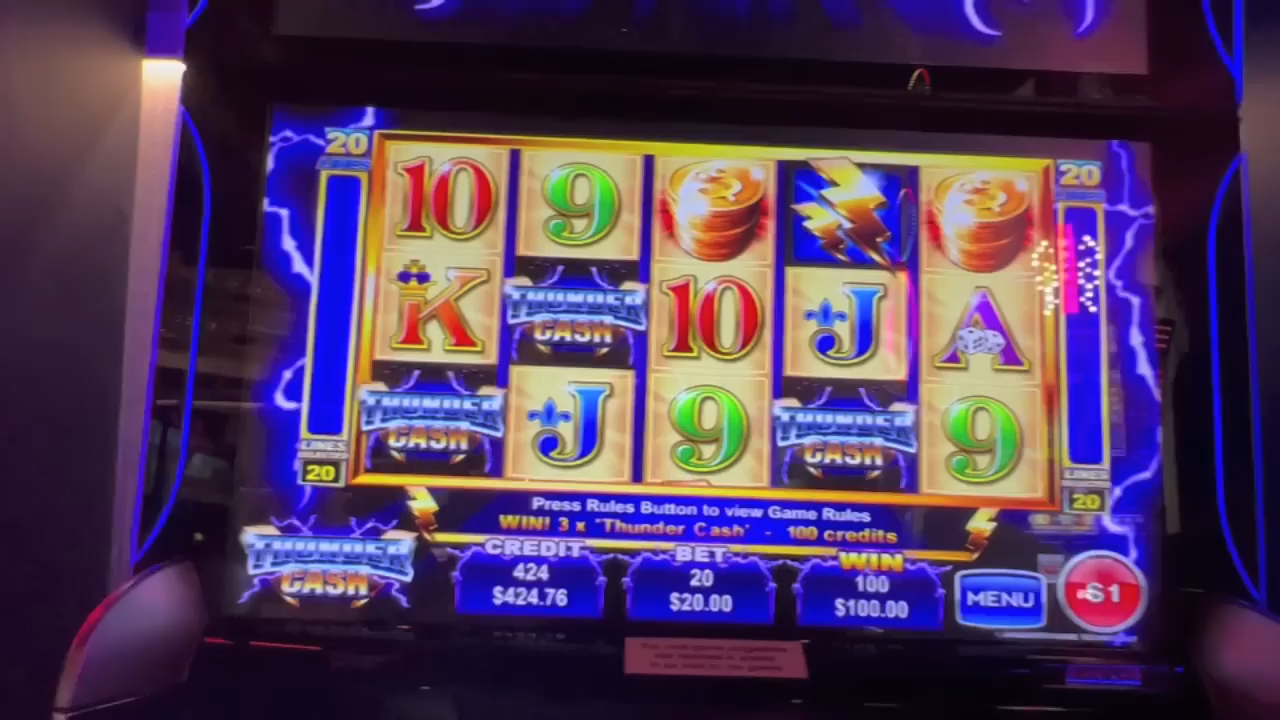 20
20
10
9
K
THUNDER
CASH
10
J
A
THUNDER
CASH
J
9
THUNDER
CASH
9
LINES
SELECTED
20
LINES
20
Press Rules Button to view Game Rules
WIN! 3 x 'Thunder Cash' - 100 credits
THUNDER
CASH
CREDIT
424
$424.76
BET
20
$20.00
WIN
100
$100.00
MENU
$1